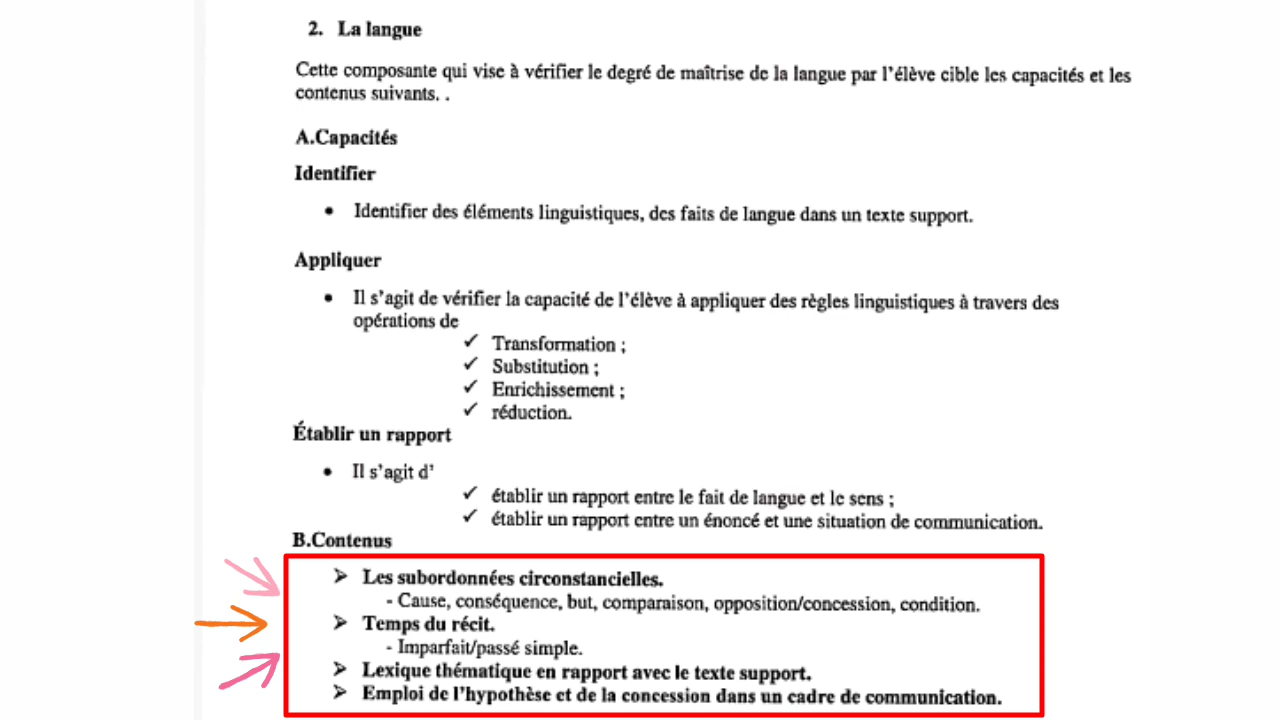 2. La langue
Cette composante qui vise à vérifier le degré de maîtrise de la langue par l'élève cible les capacités et les
contenus suivants. .
A.Capacités
Identifier
• Identifier des éléments linguistiques, des faits de langue dans un texte support.
Appliquer
• Il s'agit de vérifier la capacité de l'élève à appliquer des règles linguistiques à travers des
opérations de
✓ Transformation ;
✓ Substitution ;
✓ Enrichissement ;
✓ réduction.
Établir un rapport
• Il s'agit d'
✓ établir un rapport entre le fait de langue et le sens ;
✓ établir un rapport entre un énoncé et une situation de communication.
B.Contenus
➢ Les subordonnées circonstancielles.
- Cause, conséquence, but, comparaison, opposition/concession, condition.
➢ Temps du récit.
- Imparfait/passé simple.
➢ Lexique thématique en rapport avec le texte support.
➢ Emploi de l'hypothèse et de la concession dans un cadre de communication.